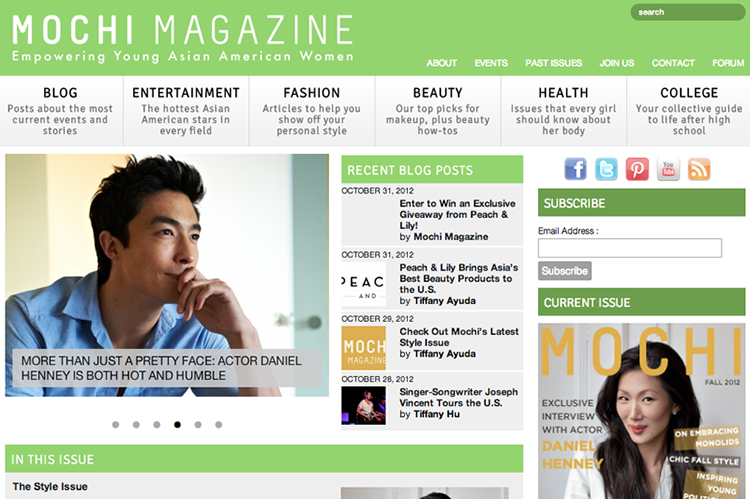 MOCHI MAGAZINE
Empowering Young Asian American Women
search
ABOUT EVENTS PAST ISSUES JOIN US CONTACT FORUM
BLOG
Posts about the most
current events and
stories
ENTERTAINMENT
The hottest Asian
American stars in
every field
FASHION
Articles to help you
show off your
personal style
BEAUTY
Our top picks for
makeup, plus beauty
how-tos
HEALTH
Issues that every girl
should know about
her body
COLLEGE
Your collective guide
to life after high
school
MORE THAN JUST A PRETTY FACE: ACTOR DANIEL
HENNEY IS BOTH HOT AND HUMBLE
IN THIS ISSUE
The Style Issue
RECENT BLOG POSTS
OCTOBER 31, 2012
Enter to Win an Exclusive
Giveaway from Peach &
Lily!
by Mochi Magazine
OCTOBER 31, 2012
PEAC
AND
Peach & Lily Brings Asia's
Best Beauty Products to
the U.S.
by Tiffany Ayuda
OCTOBER 29, 2012
MOCH
MAGAZINE
Check Out Mochi's Latest
Style Issue
by Tiffany Ayuda
OCTOBER 28, 2012
Singer-Songwriter Joseph
Vincent Tours the U.S.
by Tiffany Hu
You
Tube
SUBSCRIBE
Email Address :
Subscribe
CURRENT ISSUE
MOCHI
FALL 2012
EXCLUSIVE
INTERVIEW
WITH ACTOR
DANIEL
HENNEY
ON EMBRACING
MONOLIDS
CHIC FALL STYLE
INSPIRING
YOUNG